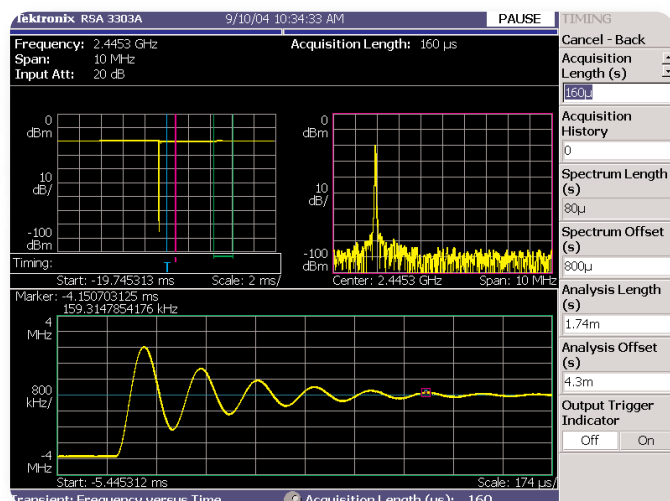 Tektronix RSA 3303A 9/10/04 10:34:33 AM PAUSE TIMING
Frequency: 2.4453 GHz Acquisition Length: 160 µs
Span: 10 MHz
Input Att: 20 dB
Cancel - Back
Acquisition
Length (s)
160µ
Acquisition
History
0
Spectrum Length
(s)
80µ
Spectrum Offset
(s)
800µ
Analysis Length
(s)
1.74m
Analysis Offset
(s)
4.3m
Output Trigger
Indicator
Off On
0
dBm
10
dB/
-100
dBm
Timing:
T
Start: -19.745313 ms Scale: 2 ms/
0
dBm
10
dB/
-100
dBm
Center: 2.4453 GHz Span: 10 MHz
Marker: -4.150703125 ms
159.3147854176 kHz
4
MHz
800
kHz/
-4
MHz
Start: -5.445312 ms Scale: 174 µs/
Transient: Frequency versus Time Acquisition Length (µs): 160